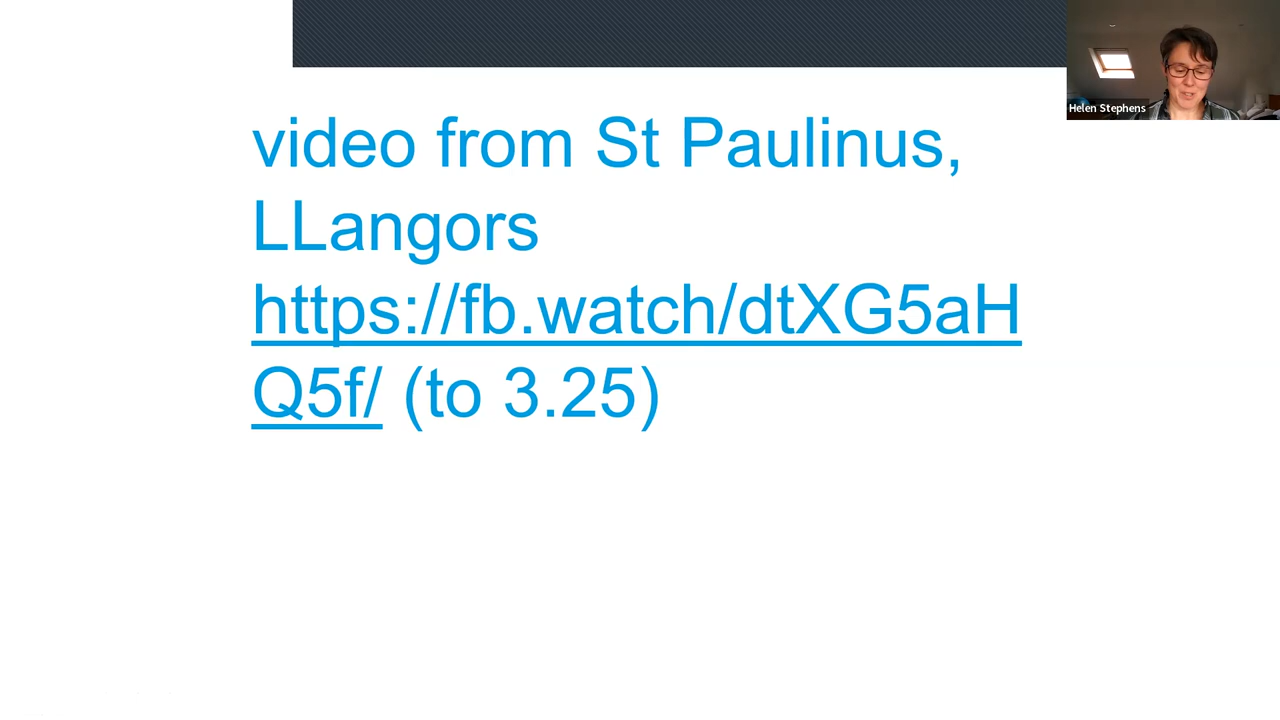 video from St Paulinus,
LLangors
https://fb.watch/dtXG5aH
Q5f/ (to 3.25)
Helen Stephens